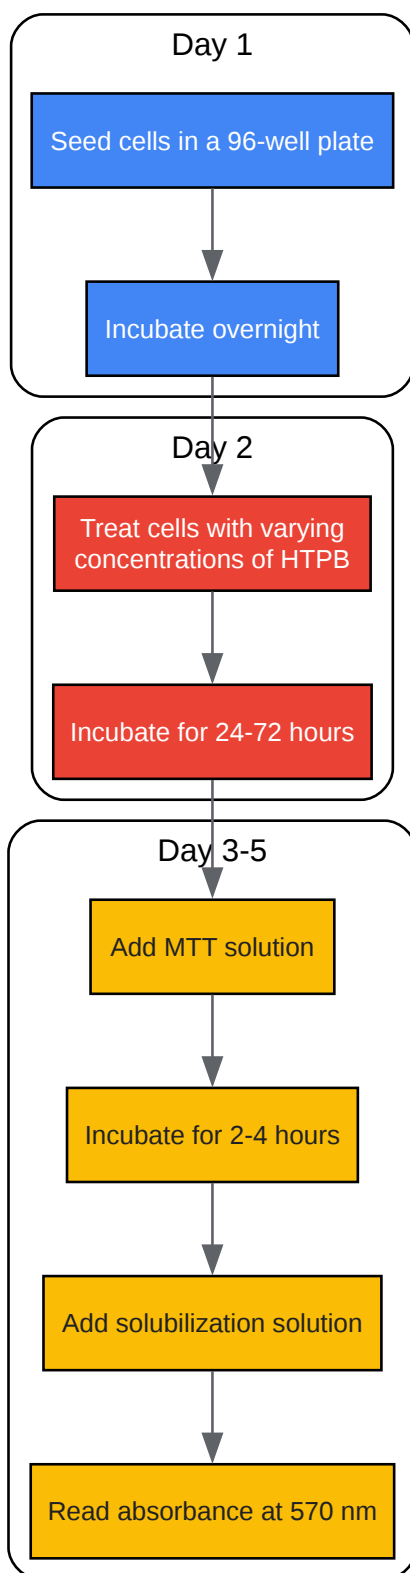 Day 1
Seed cells in a 96-well plate
Incubate overnight
Day 2
Treat cells with varying
concentrations of HTPB
Incubate for 24-72 hours
Day 3-5
Add MTT solution
Incubate for 2-4 hours
Add solubilization solution
Read absorbance at 570 nm